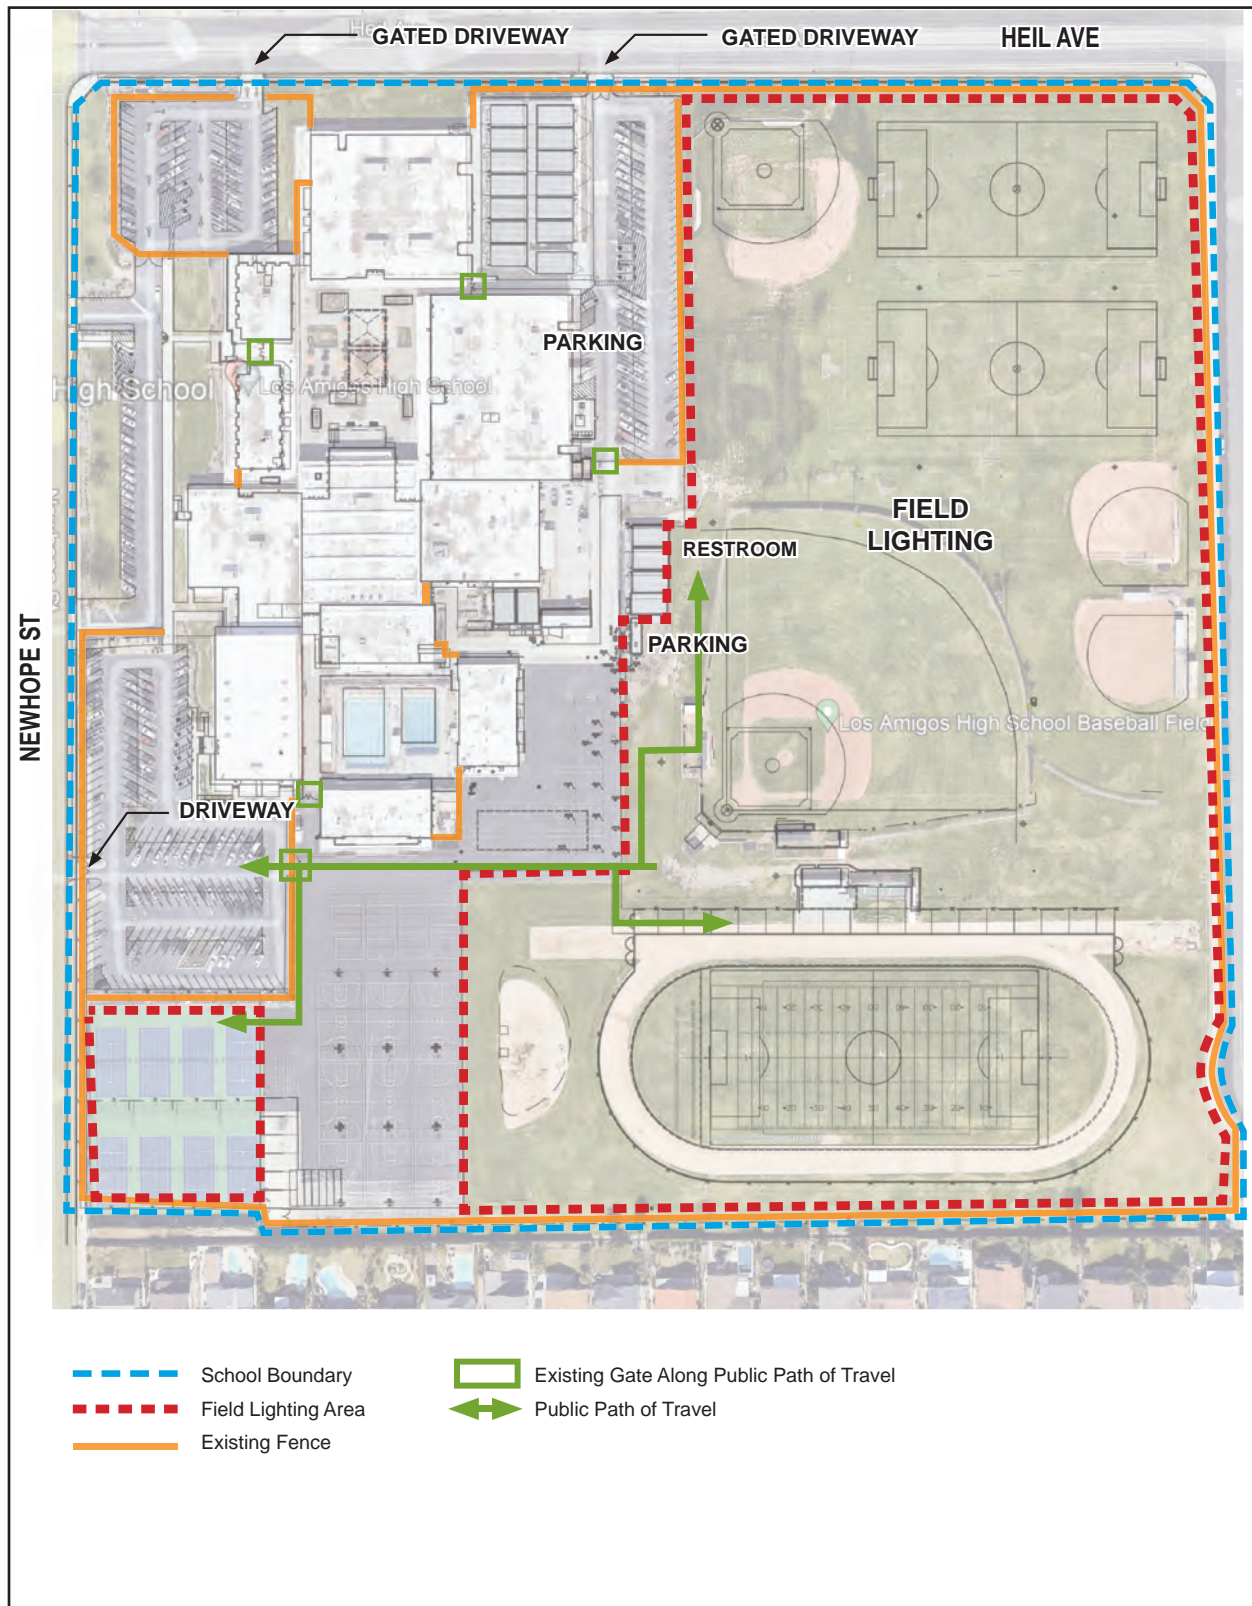 Heil Ave
GATED DRIVEWAY
GATED DRIVEWAY
HEIL AVE
PARKING
High School
Los Amigos High School
FIELD
LIGHTING
RESTROOM
PARKING
NEWHOPE ST
Los Amigos High School Baseball Field
DRIVEWAY
School Boundary
Field Lighting Area
Existing Fence
Existing Gate Along Public Path of Travel
Public Path of Travel